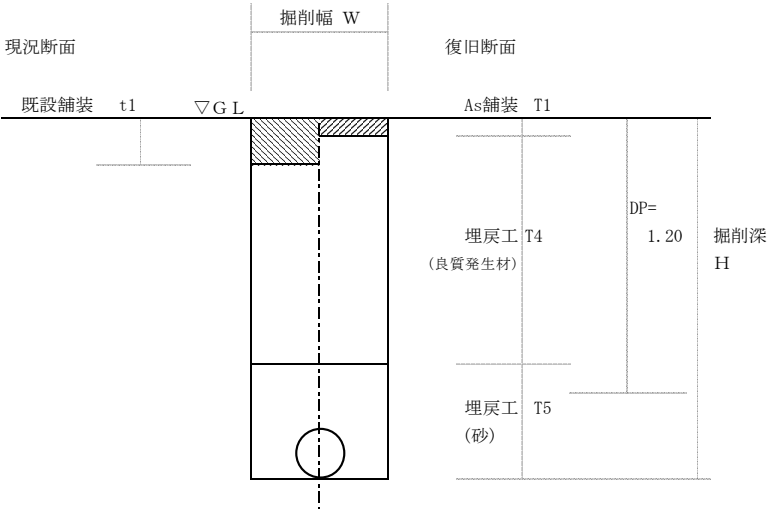 掘削幅 W
現況断面
復旧断面
既設舗装 t1
▽GL
As舗装 T1
DP=
埋戻工 T4
1.20
掘削深
(良質発生材)
H
埋戻工 T5
(砂)